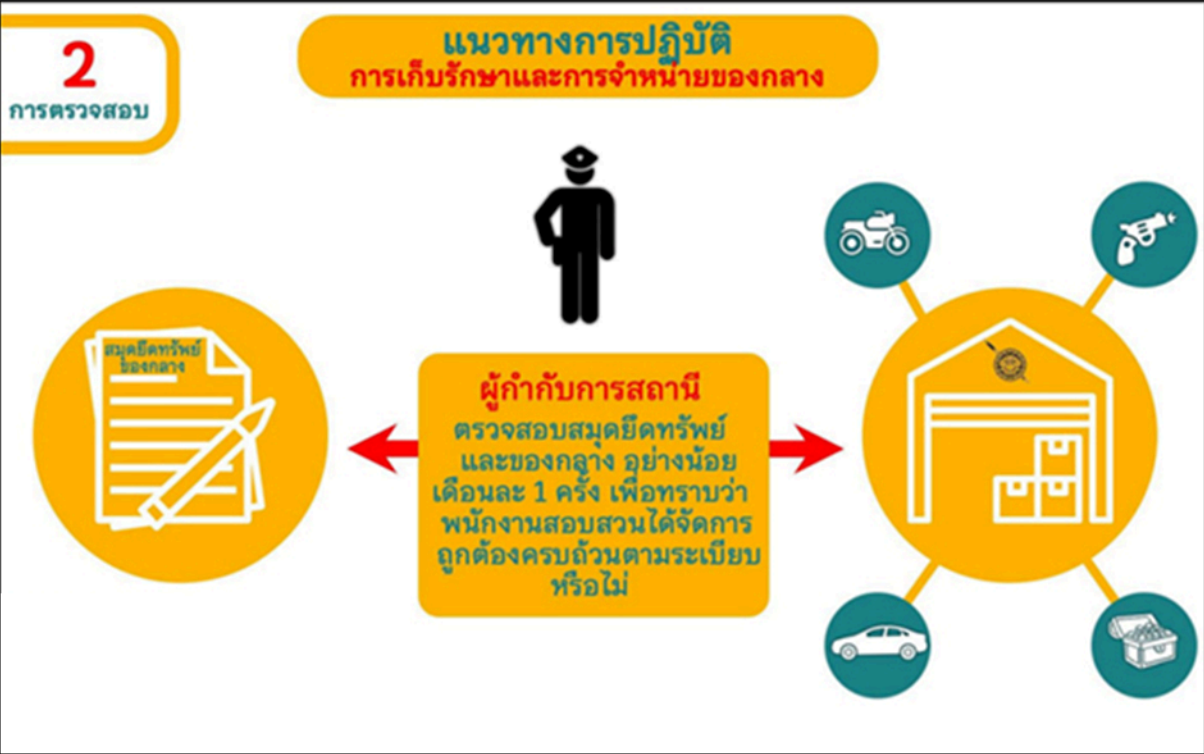 2
การตรวจสอบ
แนวทางการปฏิบัติ
การเก็บรักษาและการจำหน่ายของกลาง
สมุดยึดทรัพย์
ของกลาง
ผู้กำกับการสถานี
ตรวจสอบสมุดยึดทรัพย์
และของกลาง อย่างน้อย
เดือนละ 1 ครั้ง เพื่อทราบว่า
พนักงานสอบสวนได้จัดการ
ถูกต้องครบถ้วนตามระเบียบ
หรือไม่